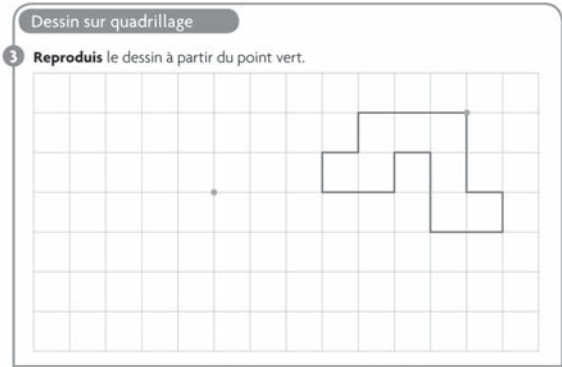 Dessin sur quadrillage
3 Reproduis le dessin à partir du point vert.